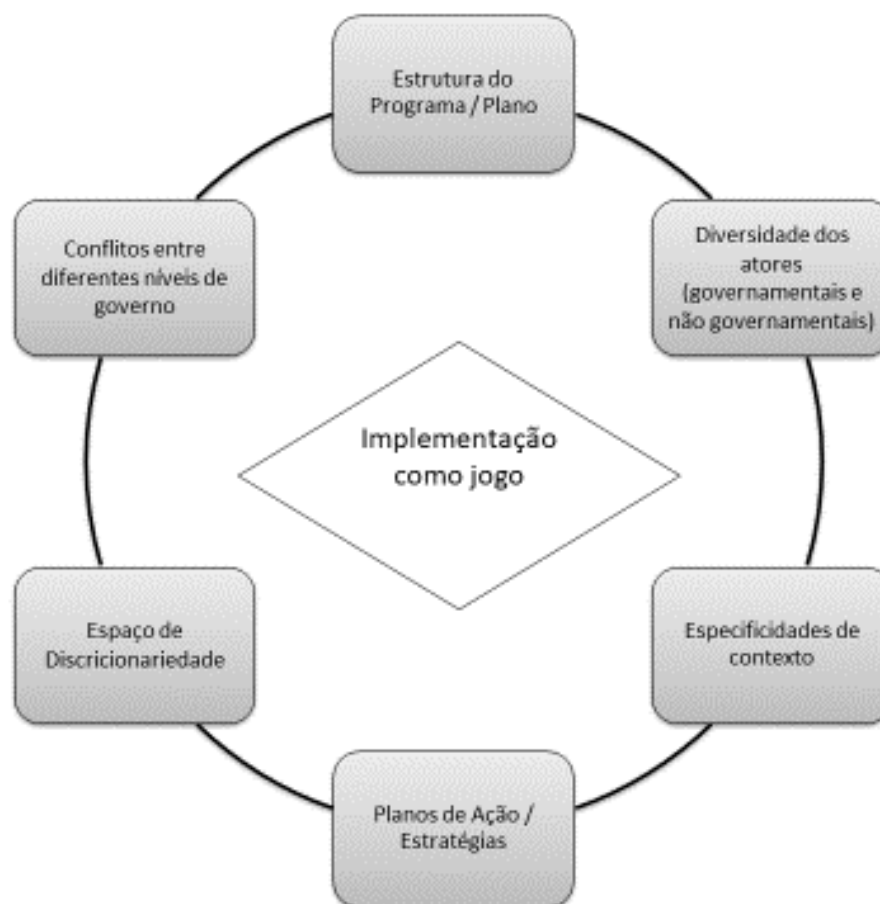 Estrutura do
Programa / Plano
Conflitos entre
diferentes níveis de
governo
Diversidade dos
atores
(governamentais e
não governamentais)
Implementação
como jogo
Espaço de
Discricionariedade
Especificidades de
contexto
Planos de Ação /
Estratégias